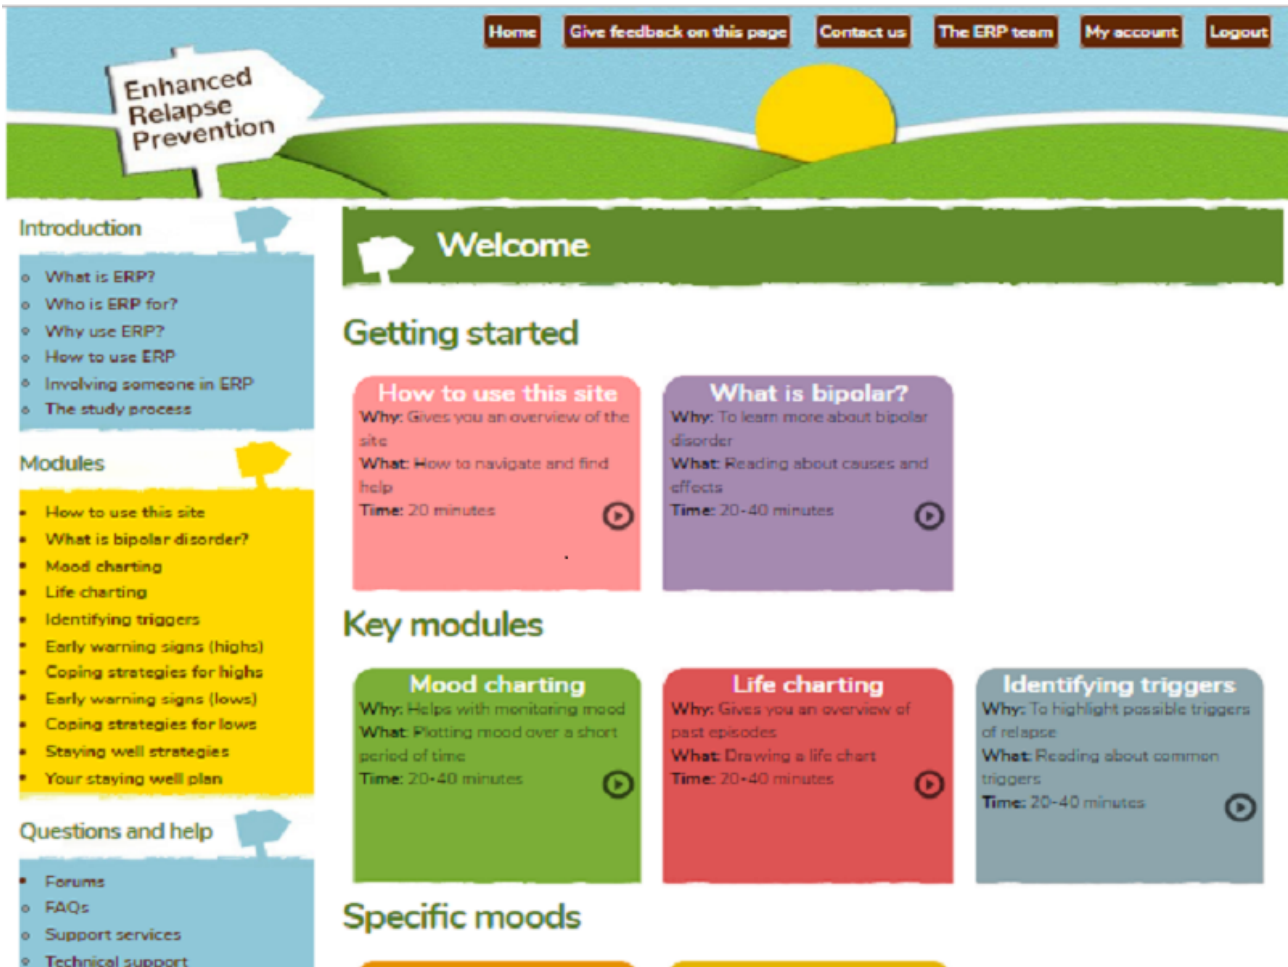 Home
Give feedback on this page
Contact us
The ERP team
My account
Logout
Enhanced
Relapse
Prevention
Introduction
What is ERP?
Who is ERP for?
Why use ERP?
How to use ERP
Involving someone in ERP
The study process
Modules
How to use this site
What is bipolar disorder?
Mood charting
Life charting
Identifying triggers
Early warning signs (highs)
Coping strategies for highs
Early warning signs (lows)
Coping strategies for lows
Staying well strategies
Your staying well plan
Questions and help
Forums
FAQs
Support services
Technical support
Welcome
Getting started
How to use this site
Why: Gives you an overview of the
site
What: How to navigate and find
help
Time: 20 minutes
What is bipolar?
Why: To learn more about bipolar
disorder
What: Reading about causes and
effects
Time: 20-40 minutes
Key modules
Mood charting
Why: Helps with monitoring mood
What: Plotting mood over a short
period of time
Time: 20-40 minutes
Life charting
Why: Gives you an overview of
past episodes
What: Drawing a life chart
Time: 20-40 minutes
Identifying triggers
Why: To highlight possible triggers
of relapse
What: Reading about common
triggers
Time: 20-40 minutes
Specific moods